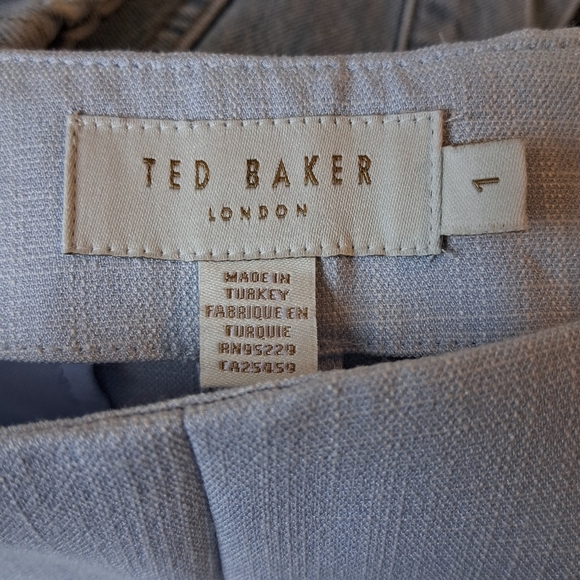 TED BAKER
LONDON
1
MADE IN
TURKEY
FABRIQUE EN
TURQUIE
RN95229
CA25459